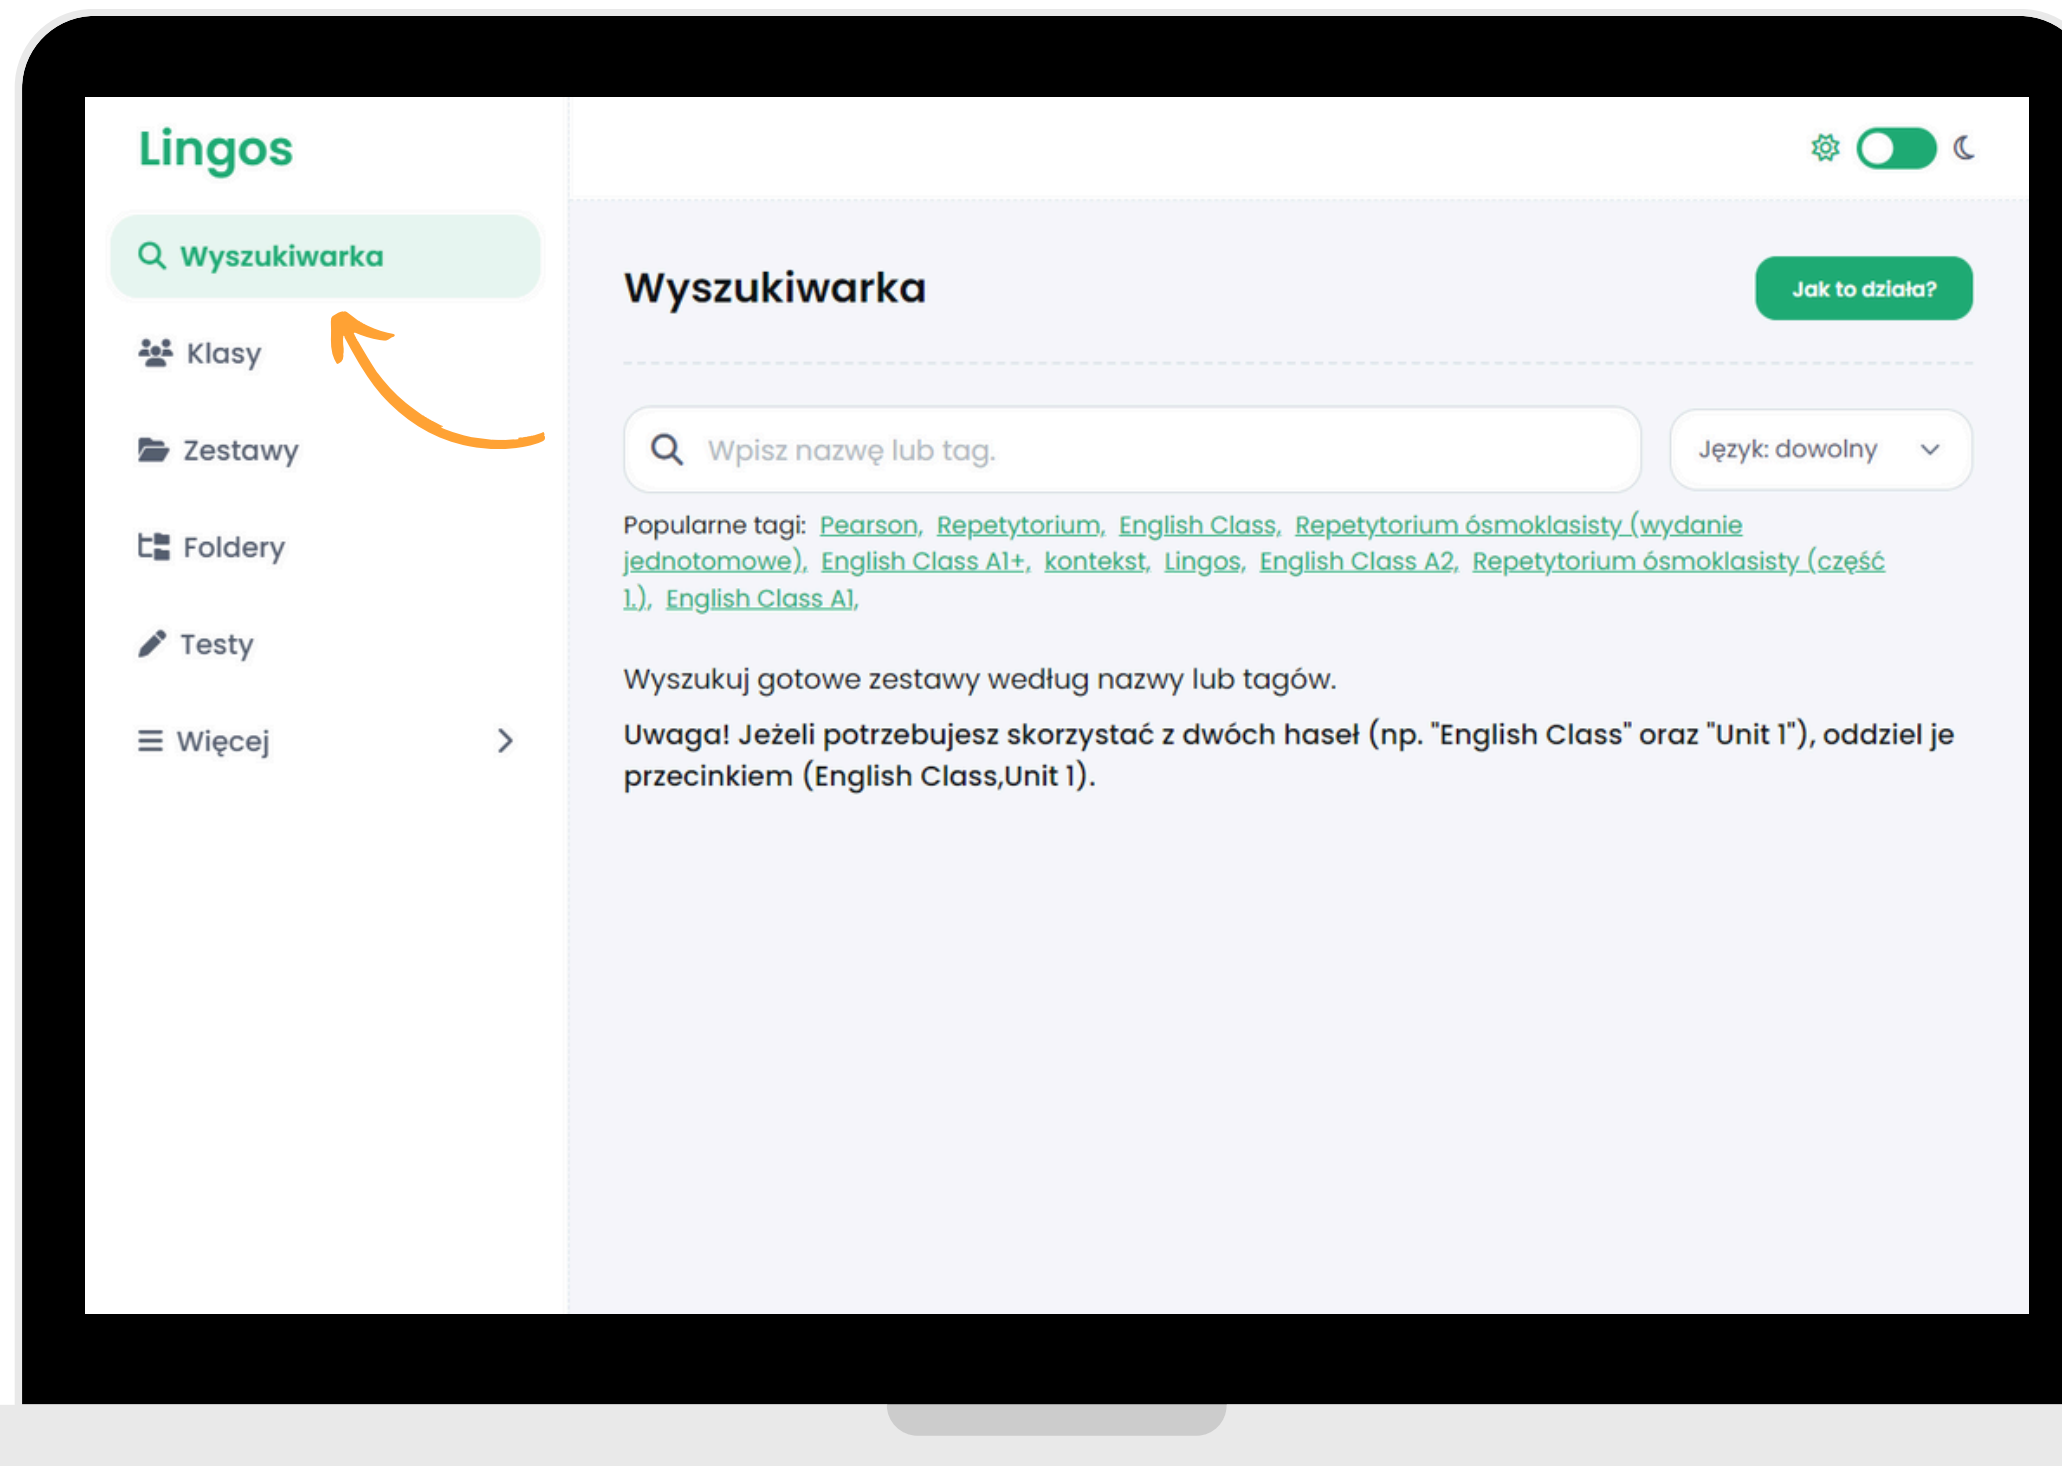 Lingos
Wyszukiwarka
Klasy
Zestawy
Foldery
Testy
Więcej
Wyszukiwarka
Jak to działa?
Wpisz nazwę lub tag.
Język: dowolny
Popularne tagi: Pearson, Repetytorium, English Class, Repetytorium ósmoklasisty (wydanie
jednotomowe), English Class A1+, kontekst, Lingos, English Class A2, Repetytorium ósmoklasisty (część
1.), English Class A1,
Wyszukuj gotowe zestawy według nazwy lub tagów.
Uwaga! Jeżeli potrzebujesz skorzystać z dwóch haseł (np. "English Class" oraz "Unit 1"), oddziel je
przecinkiem (English Class,Unit 1).